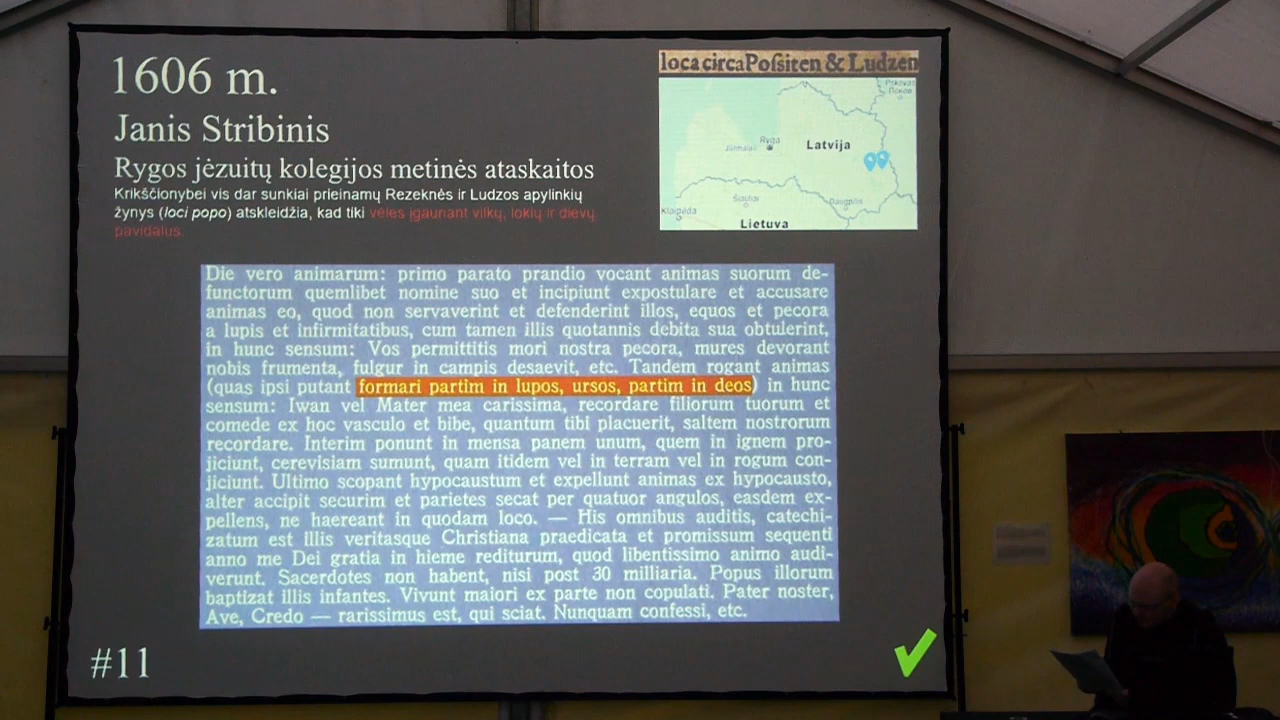 1606 m.
Janis Stribinis
Rygos jėzuitų kolegijos metinės ataskaitos
Krikščionybei vis dar sunkiai prieinamų Rezeknės ir Ludzos apylinkių
žynys (loci popo) atskleidžia, kad tiki vėles įgaunant vilkų, lokių ir dievų
pavidalus.
loca circa Poſsiten & Ludzen
Pskovas
Псков
Ryga
Jūrmala
Latvija
Šiauliai
Klaipėda
Daugpilis
Lietuva
Die vero animarum: primo parato prandio vocant animas suorum de-
functorum quemlibet nomine suo et incipiunt expostulare et accusare
animas eo, quod non servaverint et defenderint illos, equos et pecora
a lupis et infirmitatibus, cum tamen illis quotannis debita sua obtulerint,
in hunc sensum: Vos permittitis mori nostra pecora, mures devorant
nobis frumenta, fulgur in campis desaevit, etc. Tandem rogant animas
(quas ipsi putant formari partim in lupos, ursos, partim in deos) in hunc
sensum: Iwan vel Mater mea carissima, recordare filiorum tuorum et
comede ex hoc vasculo et bibe, quantum tibi placuerit, saltem nostrorum
recordare. Interim ponunt in mensa panem unum, quem in ignem pro-
jiciunt, cerevisiam sumunt, quam itidem vel in terram vel in rogum con-
jiciunt. Ultimo scopant hypocaustum et expellunt animas ex hypocausto,
alter accipit securim et parietes secat per quatuor angulos, easdem ex-
pellens, ne haereant in quodam loco. — His omnibus auditis, catechi-
zatum est illis veritasque Christiana praedicata et promissum sequenti
anno me Dei gratia in hieme rediturum, quod libentissimo animo audi-
verunt. Sacerdotes non habent, nisi post 30 milliaria. Popus illorum
baptizat illis infantes. Vivunt maiori ex parte non copulati. Pater noster,
Ave, Credo — rarissimus est, qui sciat. Nunquam confessi, etc.
#11